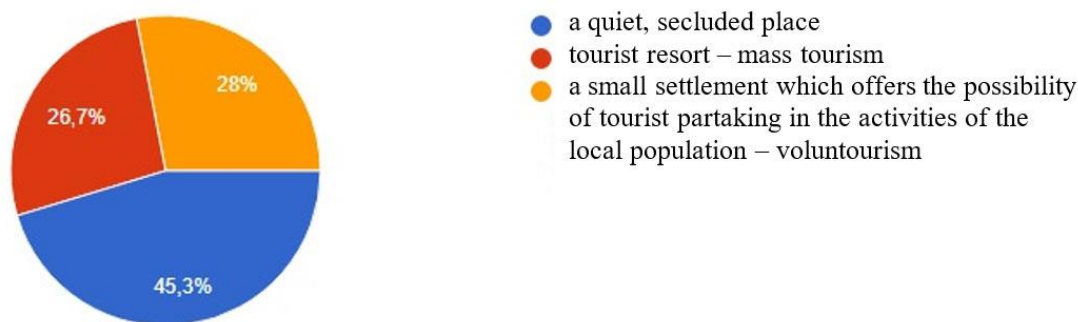 28%
26,7%
45,3%
a quiet, secluded place
tourist resort – mass tourism
a small settlement which offers the possibility
of tourist partaking in the activities of the
local population – voluntourism